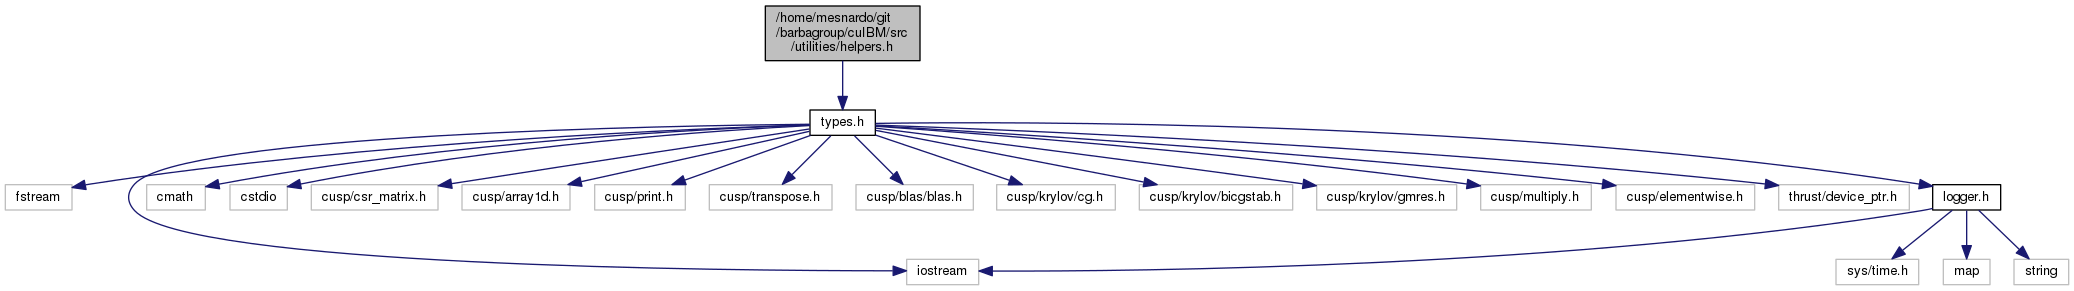 /home/mesnardo/git
/barbagroup/cuIBM/src
/utilities/helpers.h
types.h
fstream
cmath
cstdio
cusp/csr_matrix.h
cusp/array1d.h
cusp/print.h
cusp/transpose.h
cusp/blas/blas.h
cusp/krylov/cg.h
cusp/krylov/bicgstab.h
cusp/krylov/gmres.h
cusp/multiply.h
cusp/elementwise.h
thrust/device_ptr.h
logger.h
iostream
sys/time.h
map
string